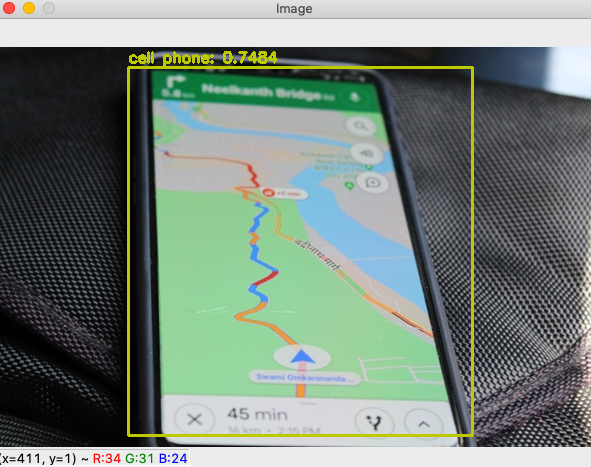 Image
cell phone: 0.7484
Neelkanth Bridge Rd
5.8 km
+5 min
Swami Omkarananda...
45 min
16 km • 2:15 PM
(x=411, y=1) ~ R:34 G:31 B:24